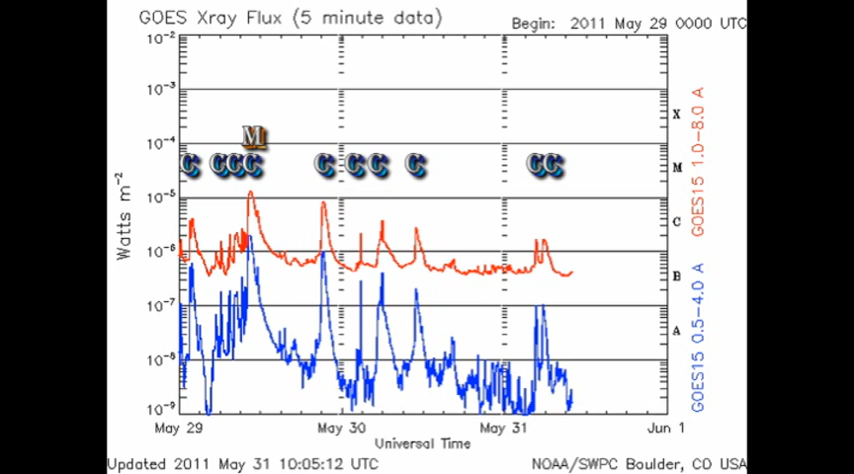 GOES Xray Flux (5 minute data)
Begin: 2011 May 29 0000 UTC
10-2
10-3
10-4
10-5
10-6
10-7
10-8
10-9
Watts m-2
M
C C C C C C C C C C
X
M
C
B
A
GOES15 1.0-8.0 A
GOES15 0.5-4.0 A
May 29 May 30 May 31 Jun 1
Universal Time
Updated 2011 May 31 10:05:12 UTC
NOAA/SWPC Boulder, CO USA